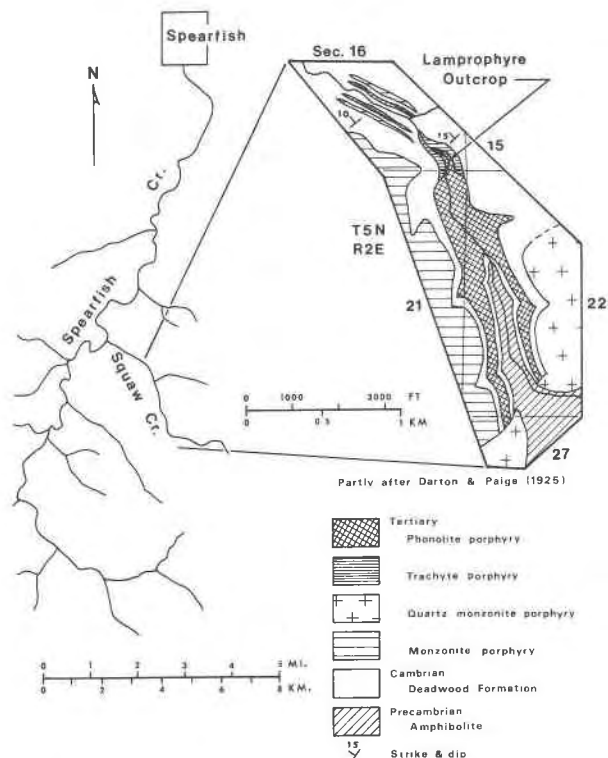 Spearfish
N
Cr.
Spearfish
Squaw Cr.
Sec. 16
Lamprophyre
Outcrop
10
15
15
T5N
R2E
21
22
27
0 1000 3000 FT
0 0.5 1 KM
Partly after Darton & Paige (1925)
Tertiary
Phonolite porphyry
Trachyte porphyry
Quartz monzonite porphyry
Monzonite porphyry
Cambrian
Deadwood Formation
Precambrian
Amphibolite
15
Strike & dip
0 1 2 3 4 5 MI.
0 2 4 6 8 KM.